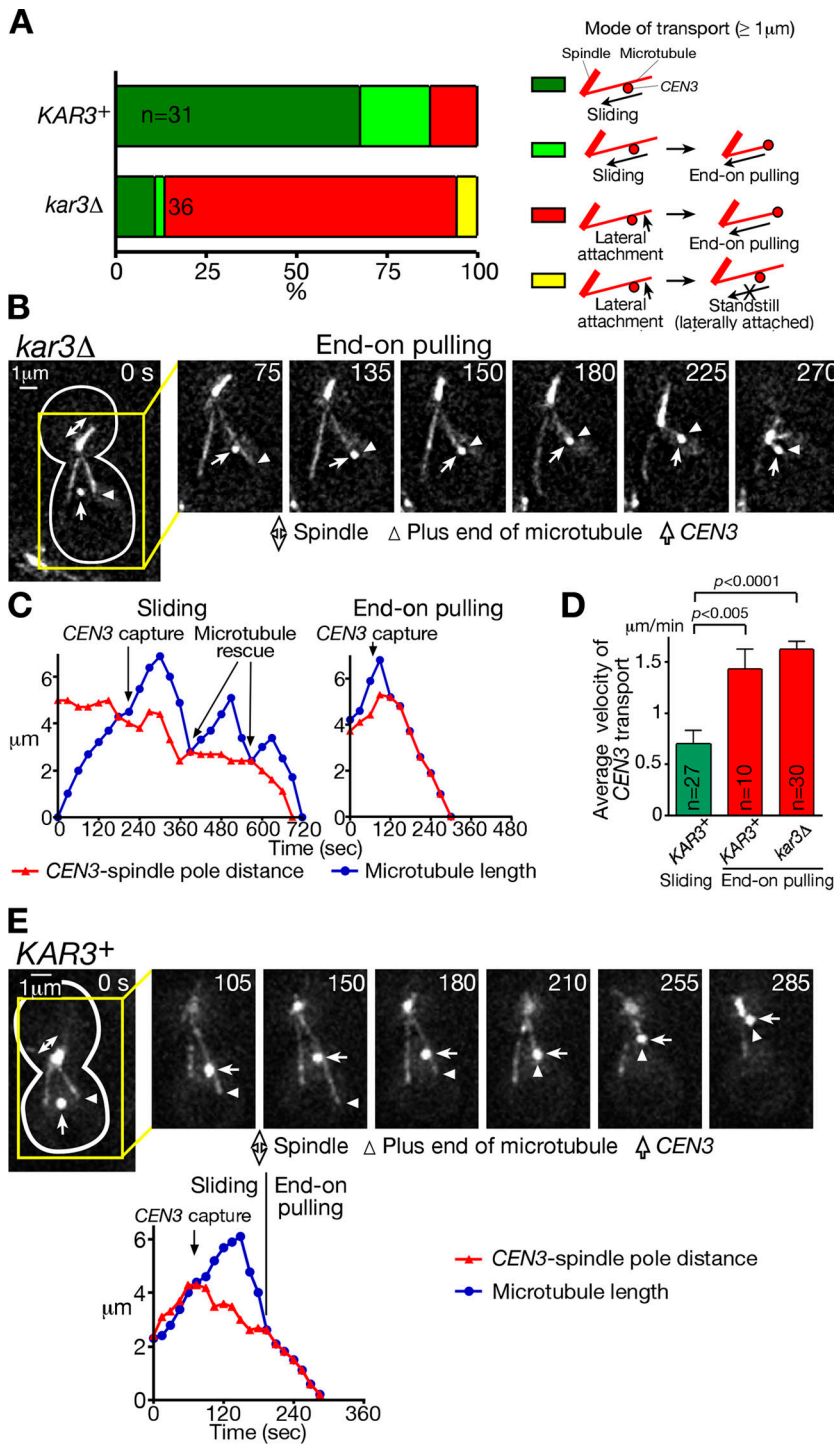 A
Mode of transport (≥ 1μm)
Spindle
Microtubule
CEN3
Sliding
KAR3+
n=31
kar3Δ
36
0
25
50
75
100
%
Sliding
End-on pulling
Lateral
attachment
End-on pulling
Lateral
attachment
Standstill
(laterally attached)
B
kar3Δ
End-on pulling
1μm
0 s
75
135
150
180
225
270
Spindle
Plus end of microtubule
CEN3
C
Sliding
End-on pulling
CEN3 capture
Microtubule
rescue
CEN3 capture
6
4
μm
2
0
0
120
240
360
480
600
720
6
4
2
0
0
120
240
360
480
Time (sec)
CEN3-spindle pole distance
Microtubule length
D
p<0.0001
p<0.005
μm/min
Average velocity of
CEN3 transport
1.5
1
0.5
0
n=27
n=10
n=30
KAR3+
KAR3+
kar3Δ
Sliding
End-on pulling
E
KAR3+
1μm
0 s
105
150
180
210
255
285
Spindle
Plus end of microtubule
CEN3
Sliding
End-on
pulling
CEN3 capture
6
4
μm
2
0
0
120
240
360
Time (sec)
CEN3-spindle pole distance
Microtubule length